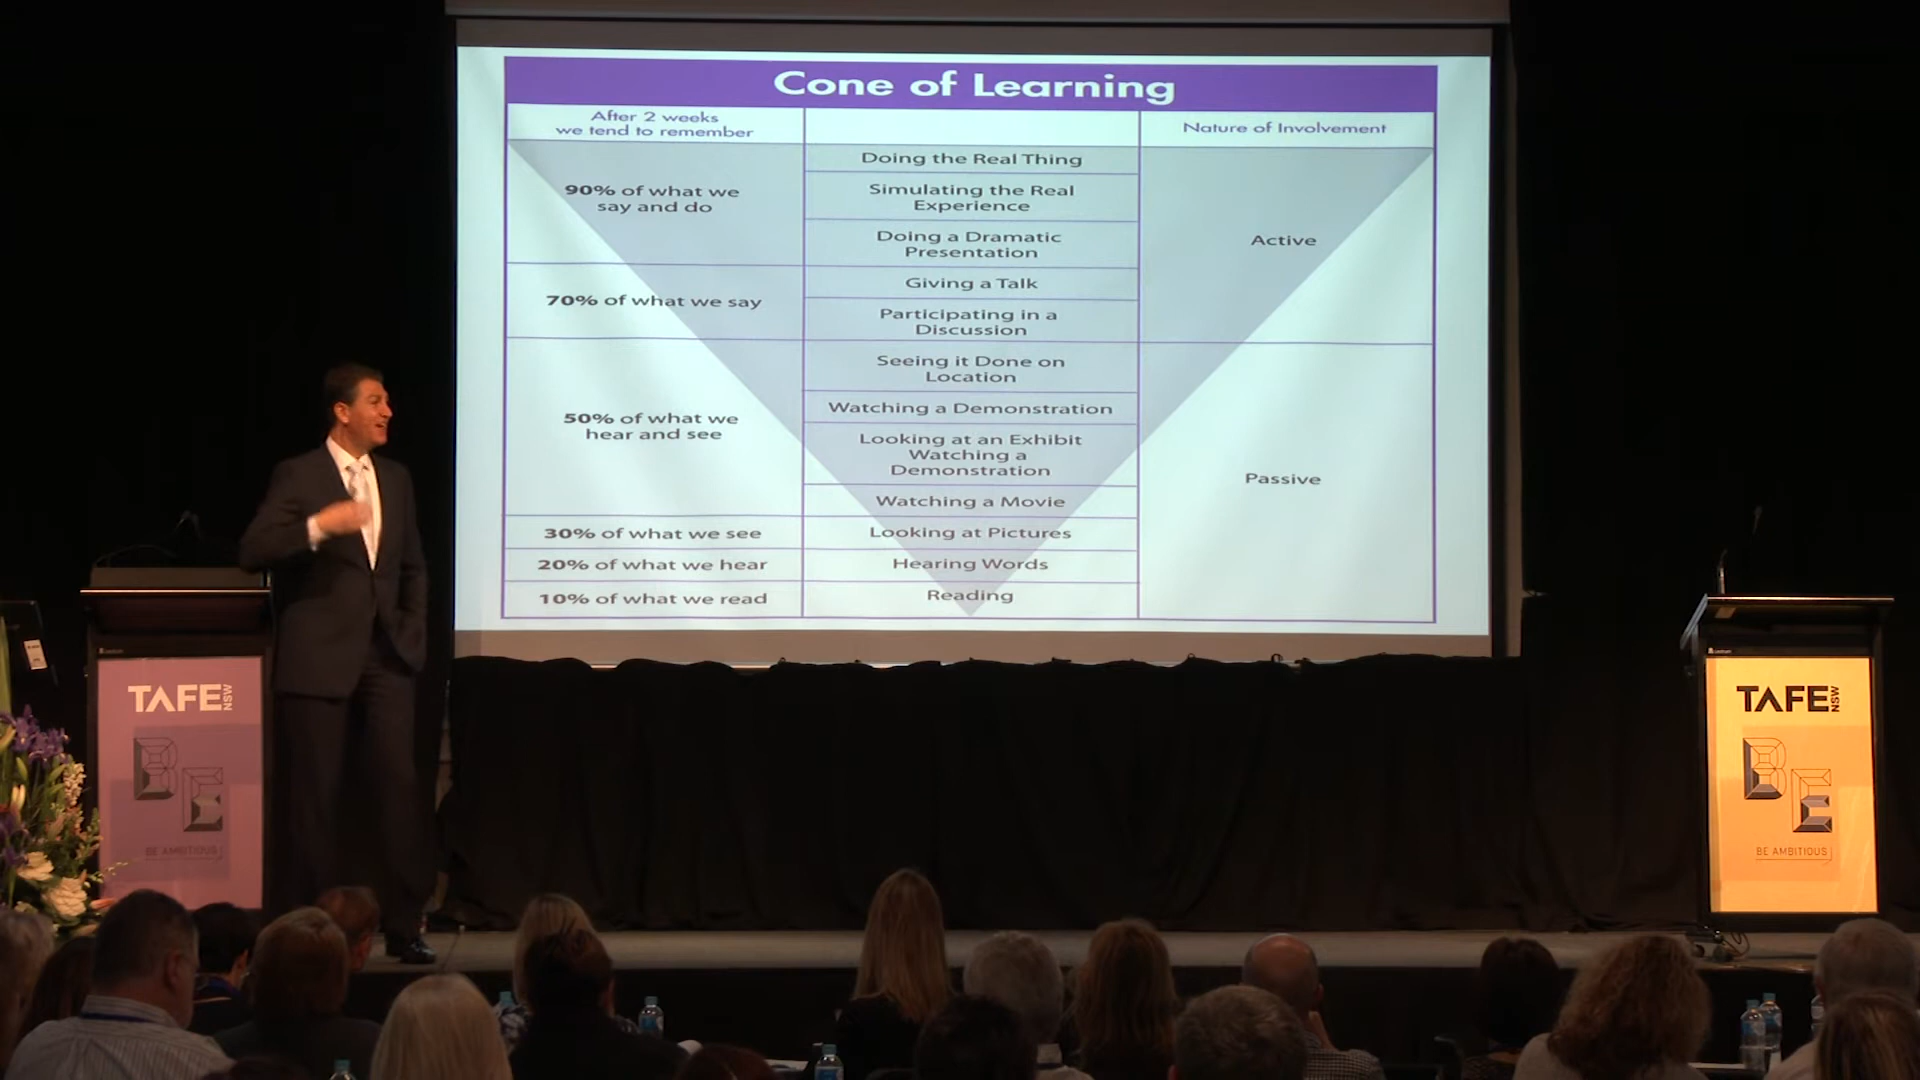 Cone of Learning
After 2 weeks
we tend to remember
Nature of Involvement
90% of what we
say and do
Doing the Real Thing
Simulating the Real
Experience
Doing a Dramatic
Presentation
Active
70% of what we say
Giving a Talk
Participating in a
Discussion
50% of what we
hear and see
Seeing it Done on
Location
Watching a Demonstration
Looking at an Exhibit
Watching a
Demonstration
Watching a Movie
Passive
30% of what we see
Looking at Pictures
20% of what we hear
Hearing Words
10% of what we read
Reading
TAFE NSW
BE
BE AMBITIOUS
TAFE NSW
BE
BE AMBITIOUS